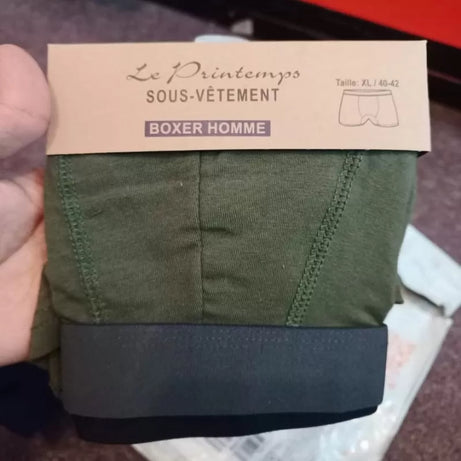 Le Printemps
SOUS-VÊTEMENT
BOXER HOMME
Taille: XL / 40-42